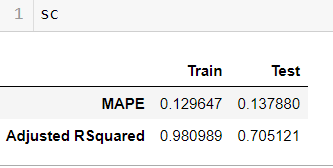 1 sc
Train Test
MAPE 0.129647 0.137880
Adjusted RSquared 0.980989 0.705121